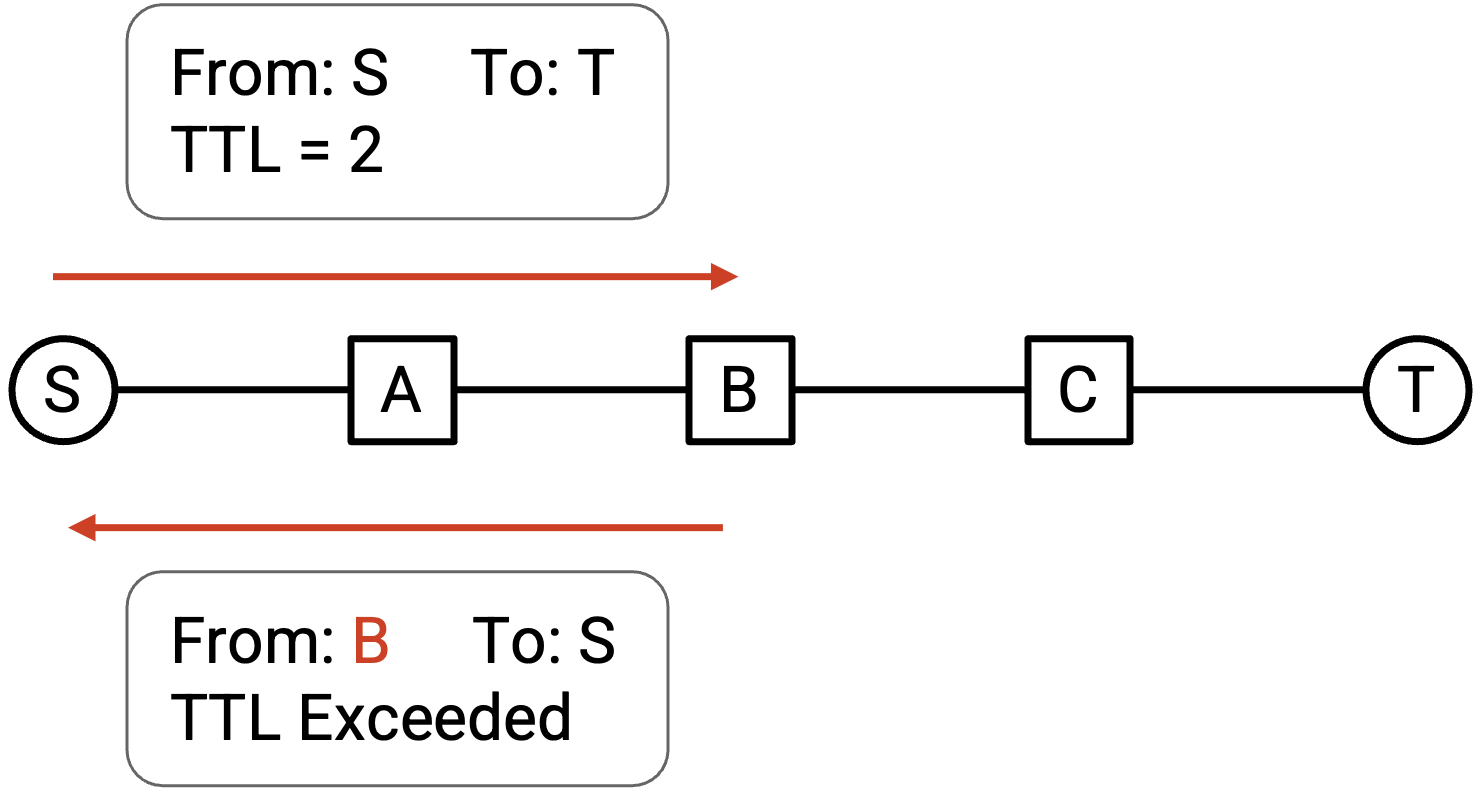 From: S To: T
TTL = 2
S A B C T
From: B To: S
TTL Exceeded